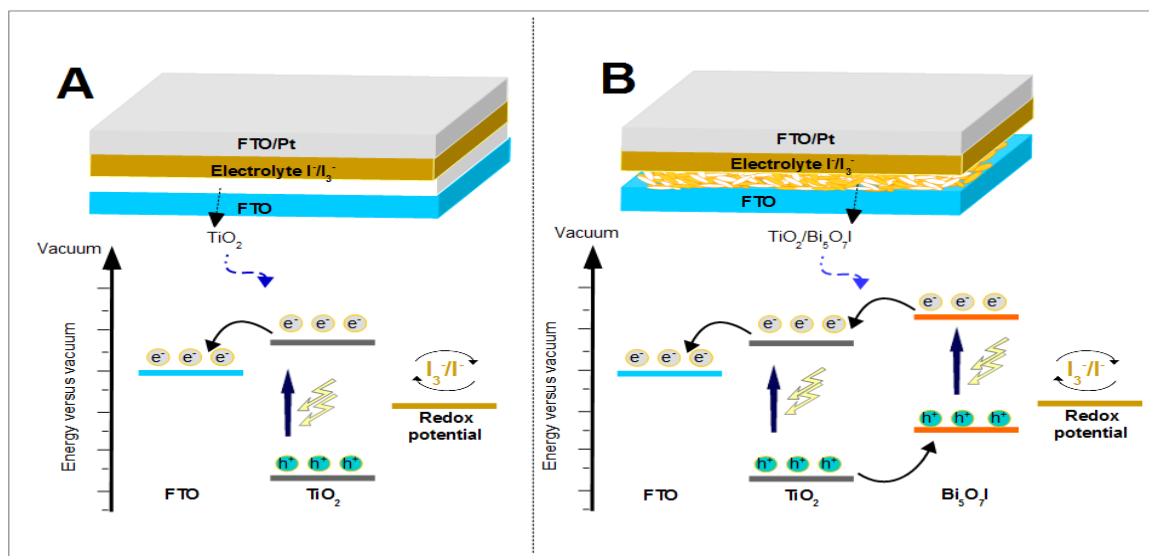 A
FTO/Pt
Electrolyte I⁻/I₃⁻
FTO
TiO₂
Vacuum
Energy versus vacuum
e⁻ e⁻ e⁻
e⁻ e⁻ e⁻
I₃⁻/I⁻
Redox
potential
h⁺ h⁺ h⁺
FTO
TiO₂
B
FTO/Pt
Electrolyte I⁻/I₃⁻
FTO
TiO₂/Bi₅O₇I
Vacuum
Energy versus vacuum
e⁻ e⁻ e⁻
e⁻ e⁻ e⁻
e⁻ e⁻ e⁻
I₃⁻/I⁻
Redox
potential
h⁺ h⁺ h⁺
h⁺ h⁺ h⁺
FTO
TiO₂
Bi₅O₇I